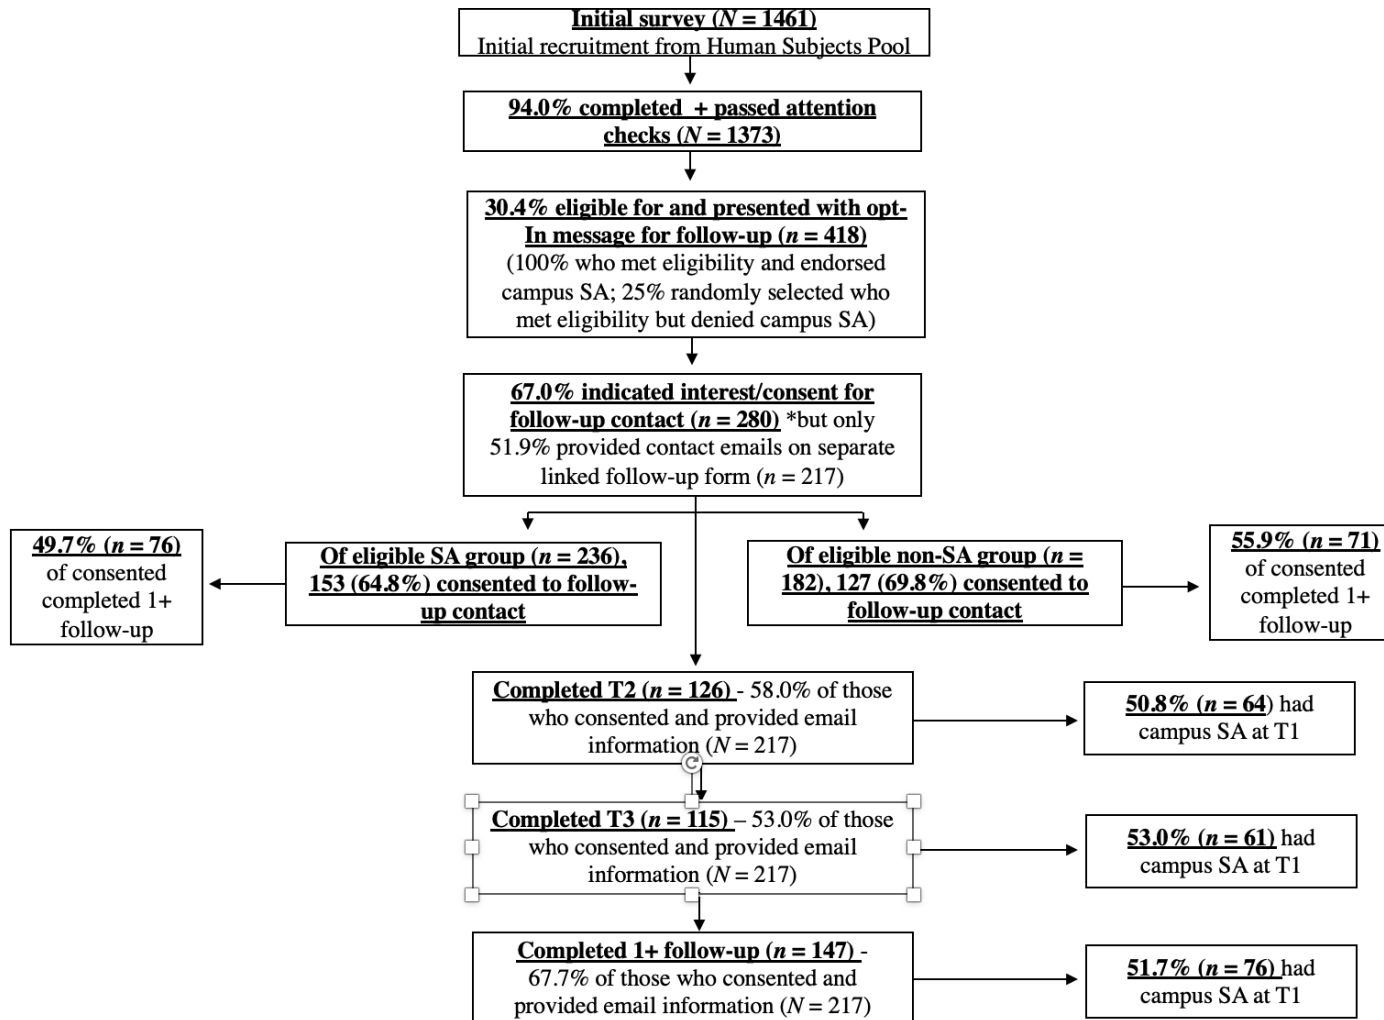 Initial survey (N = 1461)
Initial recruitment from Human Subjects Pool
94.0% completed + passed attention
checks (N = 1373)
30.4% eligible for and presented with opt-
In message for follow-up (n = 418)
(100% who met eligibility and endorsed
campus SA; 25% randomly selected who
met eligibility but denied campus SA)
67.0% indicated interest/consent for
follow-up contact (n = 280) *but only
51.9% provided contact emails on separate
linked follow-up form (n = 217)
49.7% (n = 76)
of consented
completed 1+
follow-up
Of eligible SA group (n = 236),
153 (64.8%) consented to follow-
up contact
Of eligible non-SA group (n =
182), 127 (69.8%) consented to
follow-up contact
55.9% (n = 71)
of consented
completed 1+
follow-up
Completed T2 (n = 126) - 58.0% of those
who consented and provided email
information (N = 217)
50.8% (n = 64) had
campus SA at T1
Completed T3 (n = 115) – 53.0% of those
who consented and provided email
information (N = 217)
53.0% (n = 61) had
campus SA at T1
Completed 1+ follow-up (n = 147) -
67.7% of those who consented and
provided email information (N = 217)
51.7% (n = 76) had
campus SA at T1